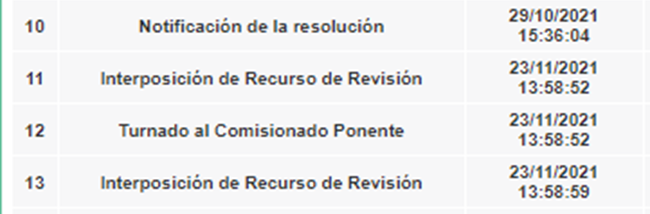 10 Notificación de la resolución 29/10/2021
15:36:04
11 Interposición de Recurso de Revisión 23/11/2021
13:58:52
12 Turnado al Comisionado Ponente 23/11/2021
13:58:52
13 Interposición de Recurso de Revisión 23/11/2021
13:58:59